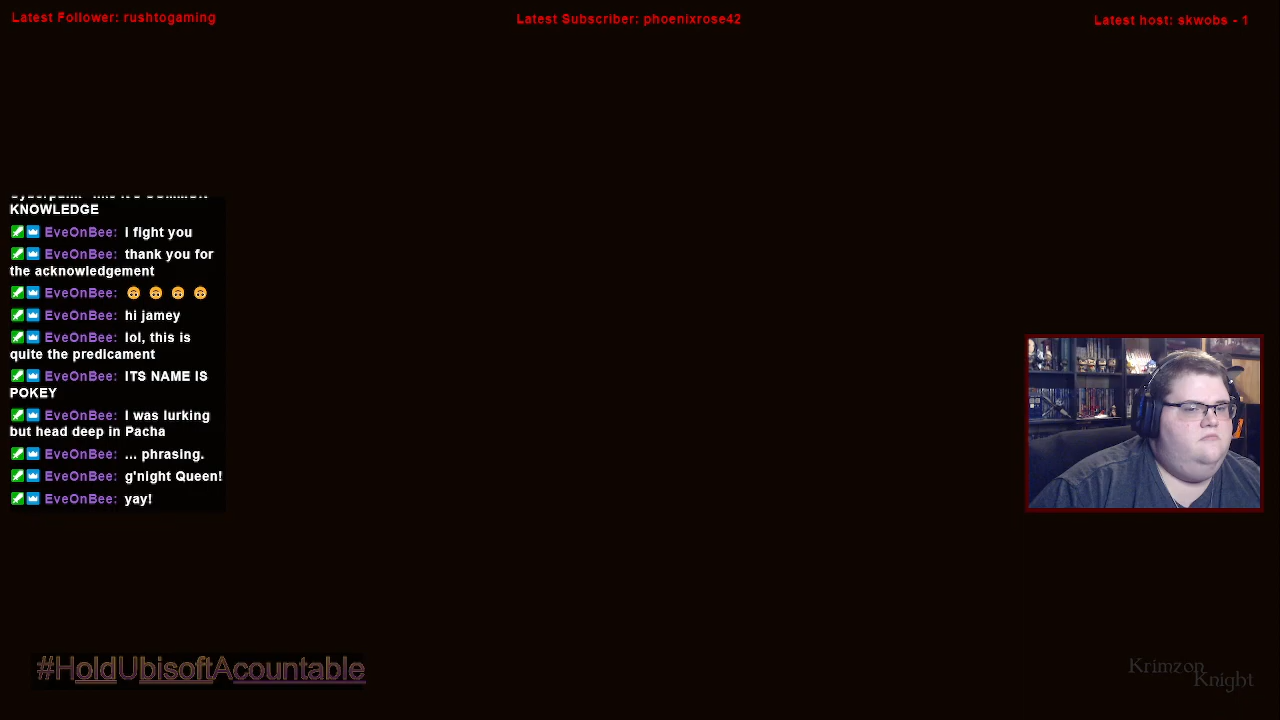 Latest Follower: rushtogaming
Latest Subscriber: phoenixrose42
Latest host: skwobs - 1
KNOWLEDGE
EveOnBee: I fight you
EveOnBee: thank you for
the acknowledgement
EveOnBee: 🙃 🙃 🙃 🙃
EveOnBee: hi jamey
EveOnBee: lol, this is
quite the predicament
EveOnBee: ITS NAME IS
POKEY
EveOnBee: I was lurking
but head deep in Pacha
EveOnBee: ... phrasing.
EveOnBee: g'night Queen!
EveOnBee: yay!
#HoldUbisoftAcountable
Krimzon
Knight